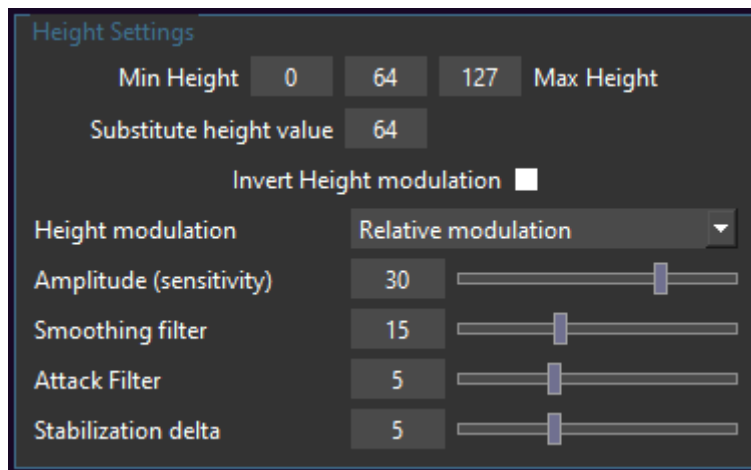 Height Settings
Min Height 0 64 127 Max Height
Substitute height value 64
Invert Height modulation
Height modulation Relative modulation
Amplitude (sensitivity) 30
Smoothing filter 15
Attack Filter 5
Stabilization delta 5